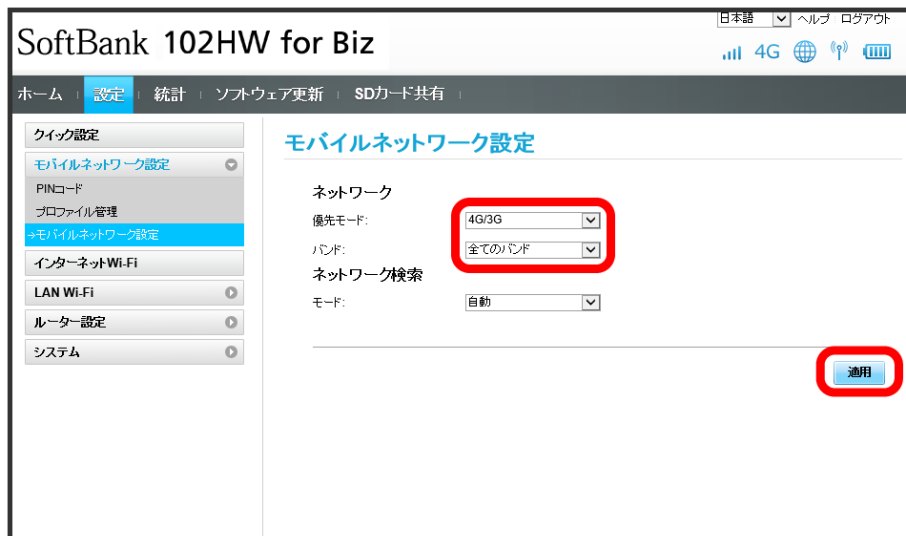 日本語 ヘルプ ログアウト
SoftBank 102HW for Biz
4G
ホーム 設定 統計 ソフトウェア更新 SDカード共有
クイック設定
モバイルネットワーク設定
PINコード
プロファイル管理
→モバイルネットワーク設定
インターネットWi-Fi
LAN Wi-Fi
ルーター設定
システム
モバイルネットワーク設定
ネットワーク
優先モード: 4G/3G
バンド: 全てのバンド
ネットワーク検索
モード: 自動
適用